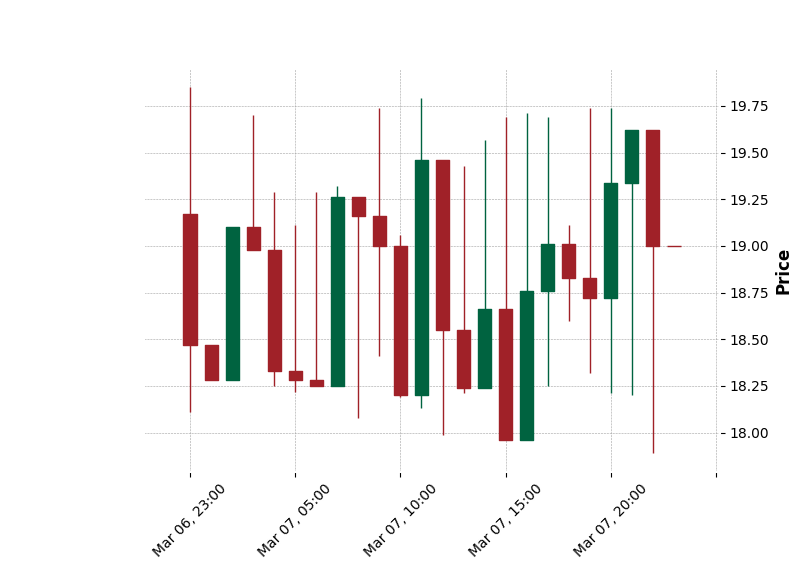 19.75
19.50
19.25
19.00
18.75
18.50
18.25
18.00
Price
Mar 06, 23:00
Mar 07, 05:00
Mar 07, 10:00
Mar 07, 15:00
Mar 07, 20:00